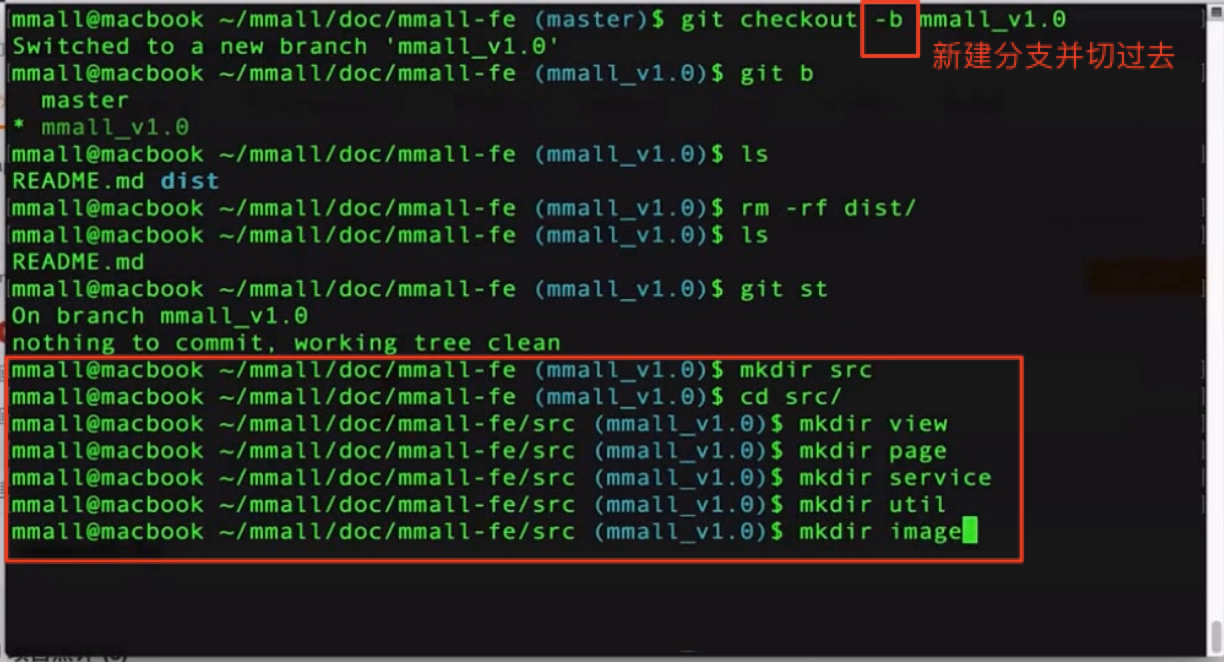 mmall@macbook ~/mmall/doc/mmall-fe (master)$ git checkout -b mmall_v1.0
Switched to a new branch 'mmall_v1.0'
新建分支并切过去
mmall@macbook ~/mmall/doc/mmall-fe (mmall_v1.0)$ git b
  master
* mmall_v1.0
mmall@macbook ~/mmall/doc/mmall-fe (mmall_v1.0)$ ls
README.md dist
mmall@macbook ~/mmall/doc/mmall-fe (mmall_v1.0)$ rm -rf dist/
mmall@macbook ~/mmall/doc/mmall-fe (mmall_v1.0)$ ls
README.md
mmall@macbook ~/mmall/doc/mmall-fe (mmall_v1.0)$ git st
On branch mmall_v1.0
nothing to commit, working tree clean
mmall@macbook ~/mmall/doc/mmall-fe (mmall_v1.0)$ mkdir src
mmall@macbook ~/mmall/doc/mmall-fe (mmall_v1.0)$ cd src/
mmall@macbook ~/mmall/doc/mmall-fe/src (mmall_v1.0)$ mkdir view
mmall@macbook ~/mmall/doc/mmall-fe/src (mmall_v1.0)$ mkdir page
mmall@macbook ~/mmall/doc/mmall-fe/src (mmall_v1.0)$ mkdir service
mmall@macbook ~/mmall/doc/mmall-fe/src (mmall_v1.0)$ mkdir util
mmall@macbook ~/mmall/doc/mmall-fe/src (mmall_v1.0)$ mkdir image